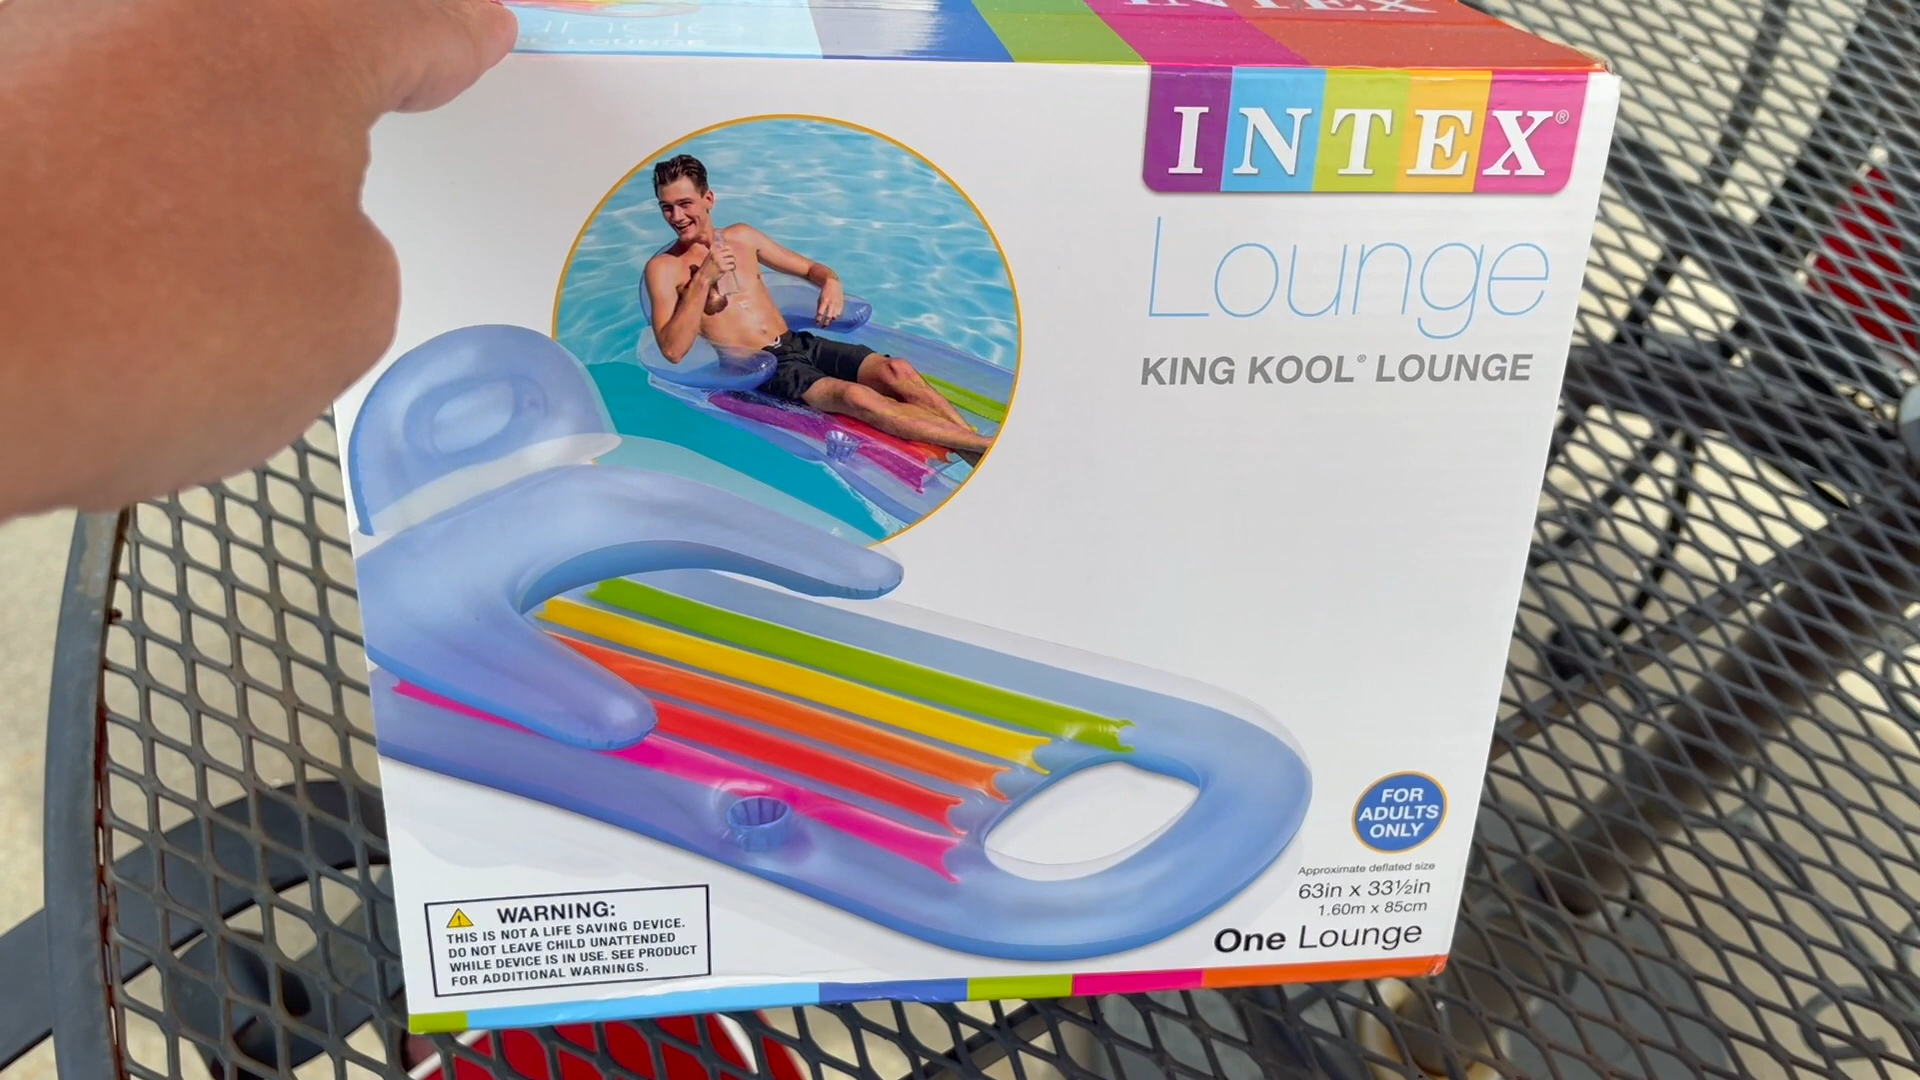 LOUNGE
INTEX
INTEX®
Lounge
KING KOOL® LOUNGE
FOR
ADULTS
ONLY
Approximate deflated size
63in x 33½in
1.60m x 85cm
One Lounge
WARNING:
THIS IS NOT A LIFE SAVING DEVICE.
DO NOT LEAVE CHILD UNATTENDED
WHILE DEVICE IS IN USE. SEE PRODUCT
FOR ADDITIONAL WARNINGS.